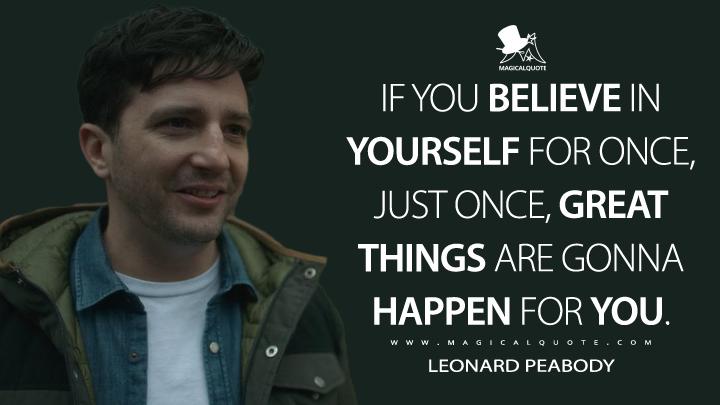 MAGICALQUOTE
IF YOU BELIEVE IN
YOURSELF FOR ONCE,
JUST ONCE, GREAT
THINGS ARE GONNA
HAPPEN FOR YOU.
WWW.MAGICALQUOTE.COM
LEONARD PEABODY